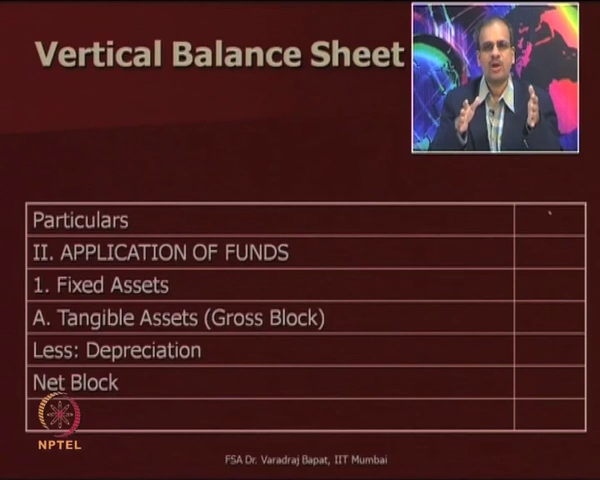 Vertical Balance Sheet
Particulars
II. APPLICATION OF FUNDS
1. Fixed Assets
A. Tangible Assets (Gross Block)
Less: Depreciation
Net Block
NPTEL
FSA Dr. Varadraj Bapat, IIT Mumbai